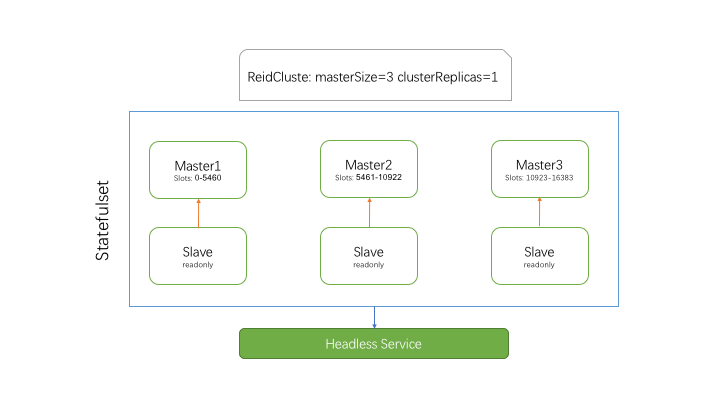 ReidCluste: masterSize=3 clusterReplicas=1
Statefulset
Master1
Slots: 0-5460
Master2
Slots: 5461-10922
Master3
Slots: 10923-16383
Slave
readonly
Slave
readonly
Slave
readonly
Headless Service